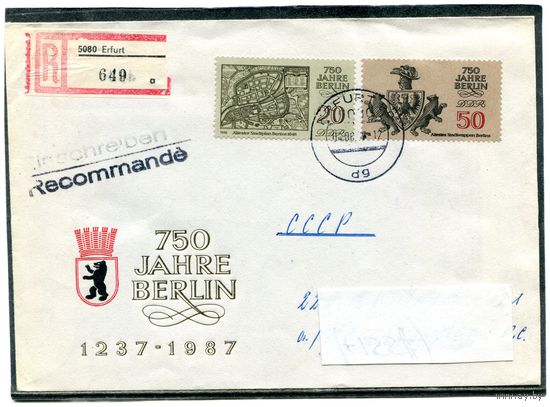 5080 Erfurt
R
649
a
750
JAHRE
BERLIN
20
DDR
Ältester Stadtplan Berlins 1648
750
JAHRE
BERLIN
DDR
50
Ältestes Stadtwappen Berlins
Einschreiben
Recommandé
СССР
750
JAHRE
BERLIN
1237-1987